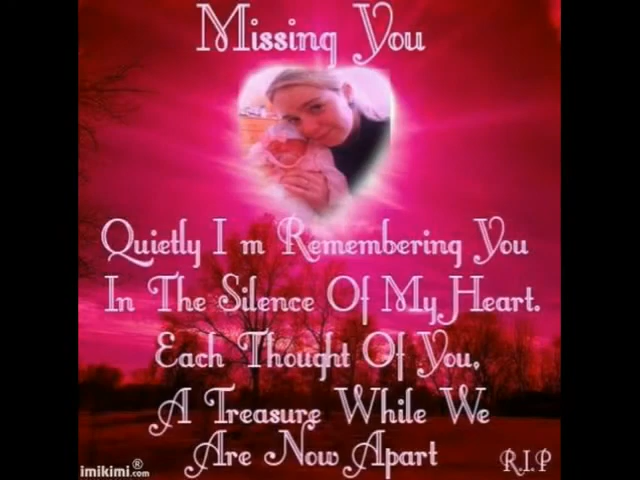 Missing You
Quietly I m Remembering You
In The Silence Of My Heart.
Each Thought Of You,
A Treasure While We
Are Now Apart
R.I.P
imikimi.com®